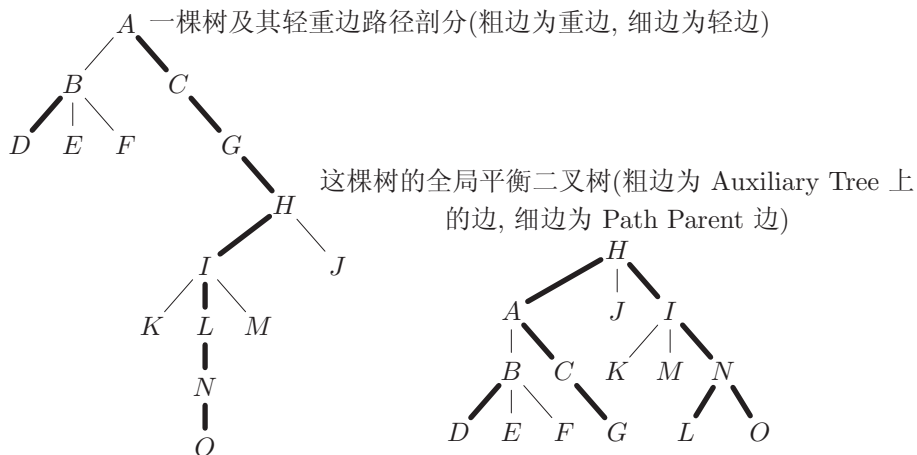 A 一棵树及其轻重边路径剖分(粗边为重边, 细边为轻边)
B C
D E F G
这棵树的全局平衡二叉树(粗边为 Auxiliary Tree 上
的边, 细边为 Path Parent 边)
H
I J
K L M
N
O
H
A J I
B C K M N
D E F G L O